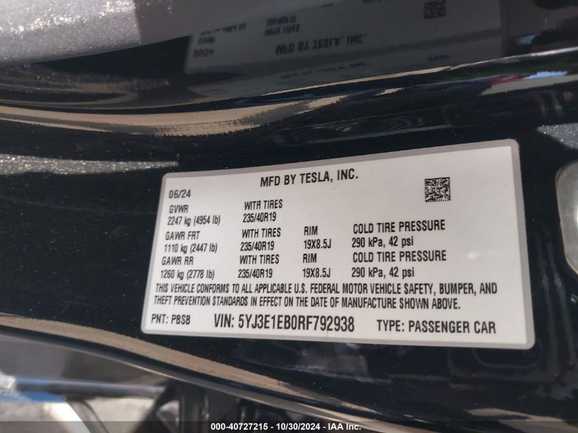 MFD BY TESLA, INC.
06/24
GVWR WITH TIRES
2247 kg (4954 lb) 235/40R19
GAWR FRT WITH TIRES RIM COLD TIRE PRESSURE
1110 kg (2447 lb) 235/40R19 19X8.5J 290 kPa, 42 psi
GAWR RR WITH TIRES RIM COLD TIRE PRESSURE
1260 kg (2778 lb) 235/40R19 19X8.5J 290 kPa, 42 psi
THIS VEHICLE CONFORMS TO ALL APPLICABLE U.S. FEDERAL MOTOR VEHICLE SAFETY, BUMPER, AND
THEFT PREVENTION STANDARDS IN EFFECT ON THE DATE OF MANUFACTURE SHOWN ABOVE.
PNT: PBSB VIN: 5YJ3E1EB0RF792938 TYPE: PASSENGER CAR
000-40727215 - 10/30/2024 - IAA Inc.